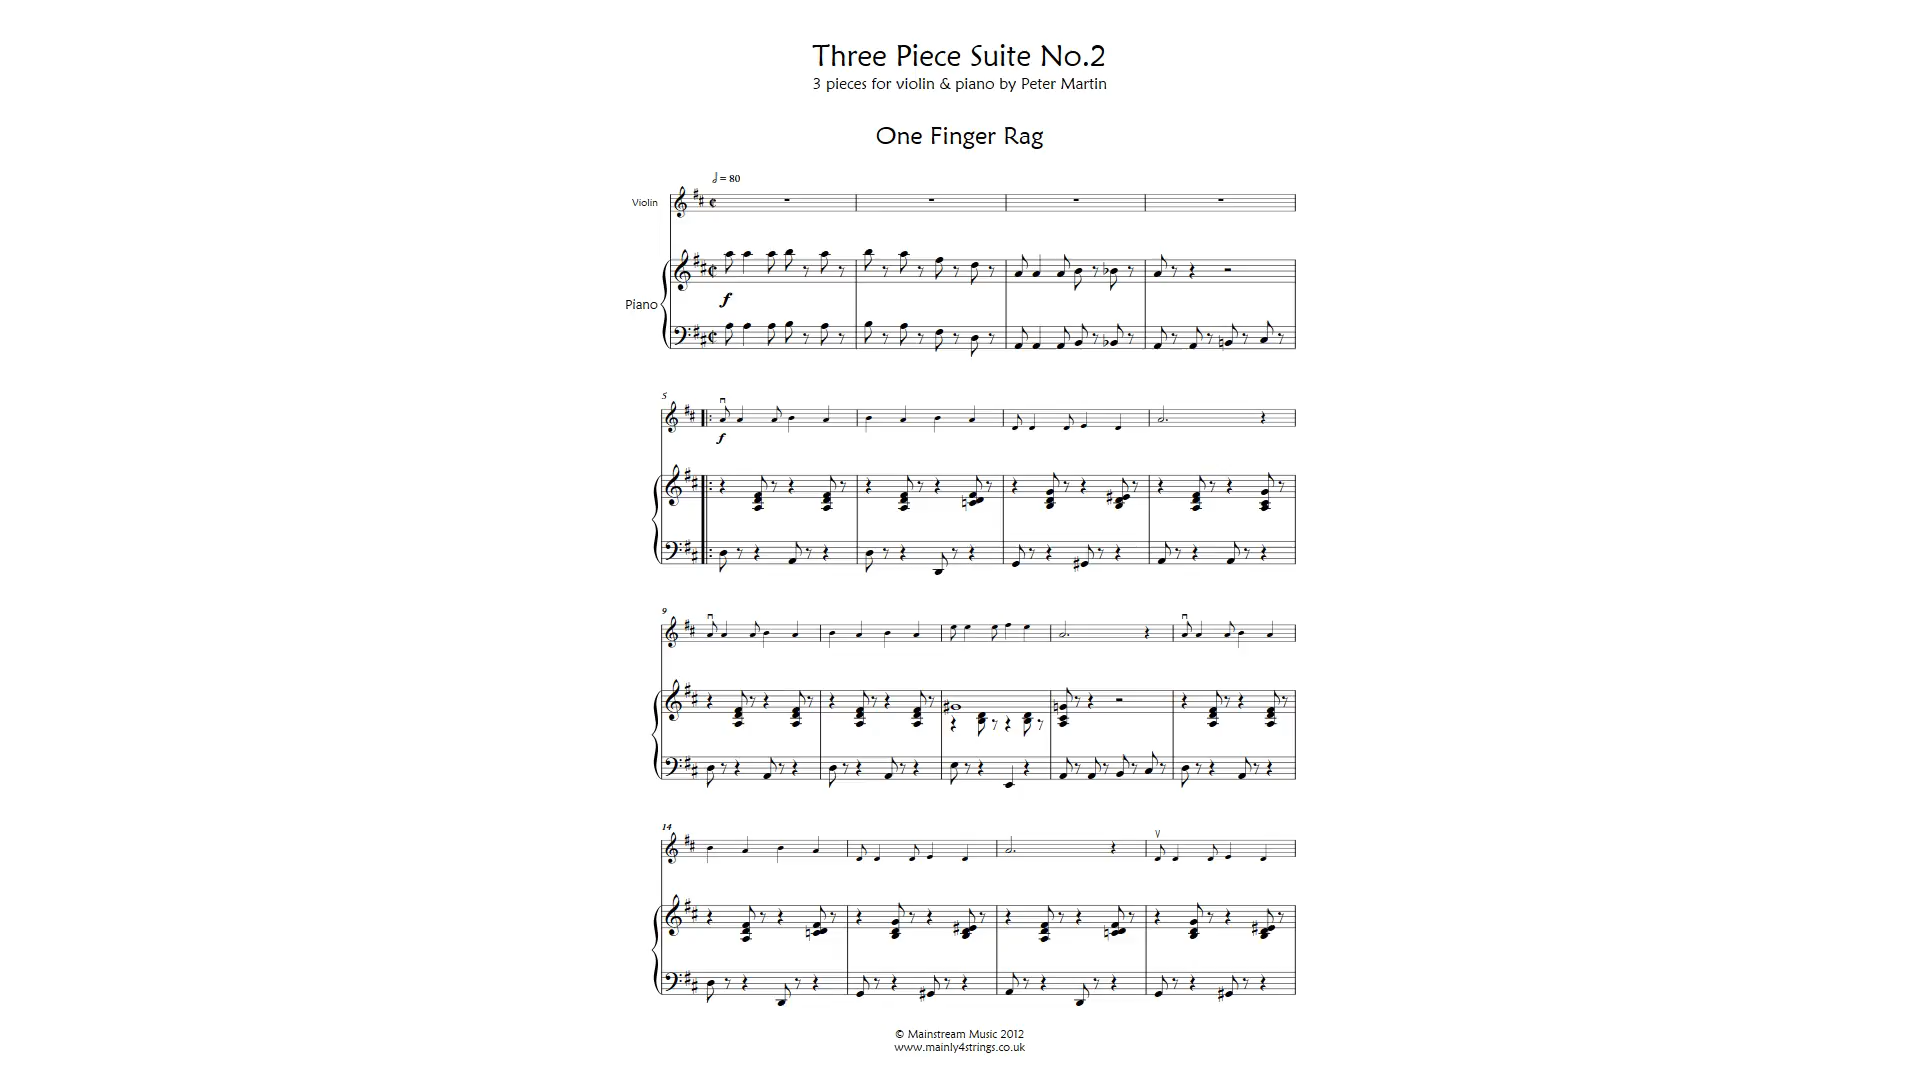 Three Piece Suite No.2
3 pieces for violin & piano by Peter Martin
One Finger Rag
= 80
Violin
f
Piano
5
f
9
14
© Mainstream Music 2012
www.mainly4strings.co.uk